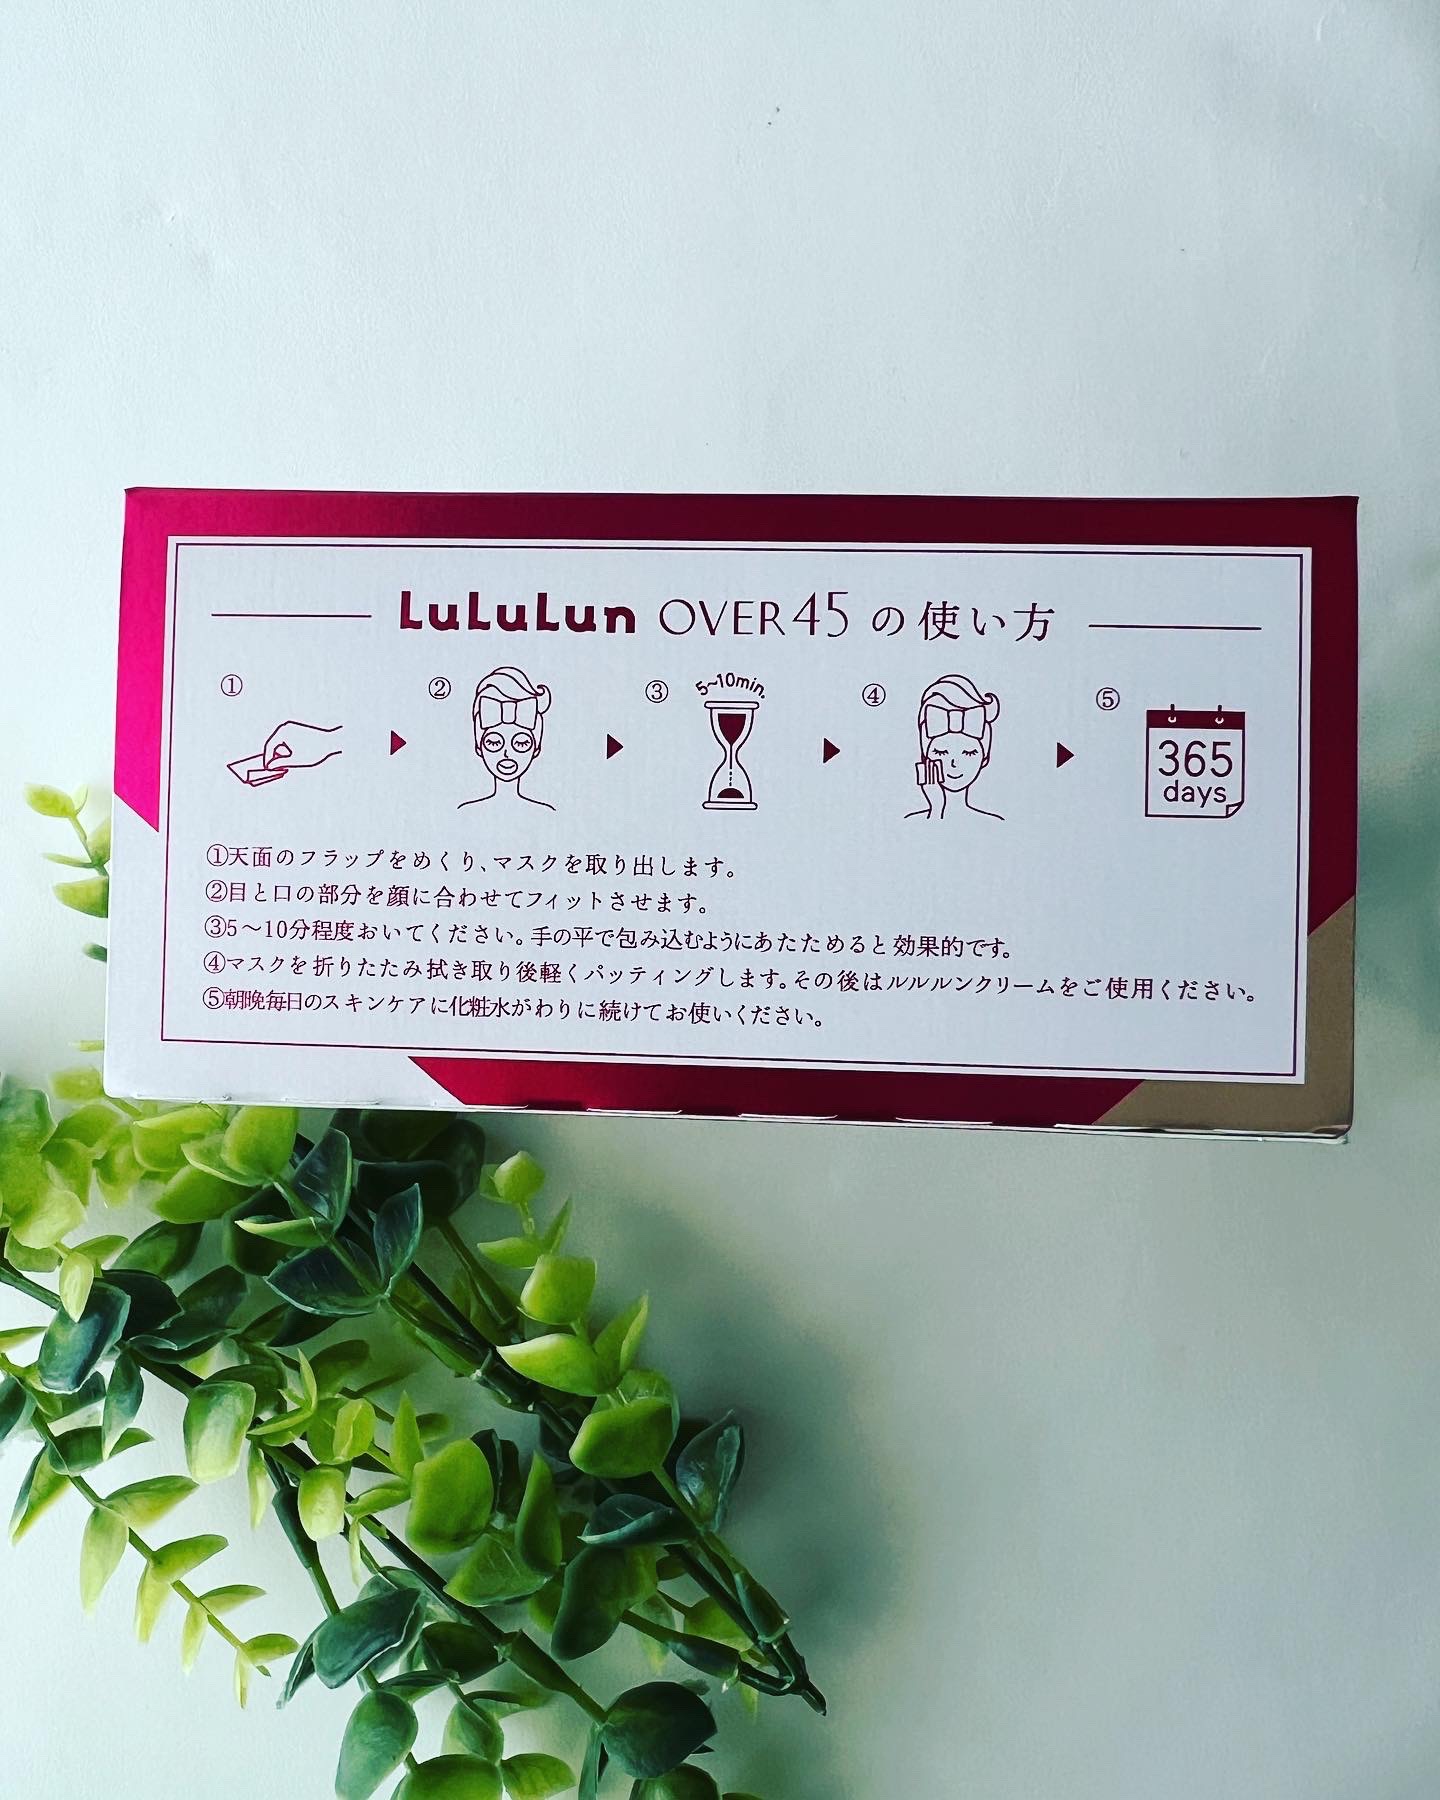 LuLuLun OVER45 の使い方
① ② ③ 5~10min. ④ ⑤ 365
days
①天面のフラップをめくり、マスクを取り出します。
②目と口の部分を顔に合わせてフィットさせます。
③5～10分程度おいてください。手の平で包み込むようにあたためると効果的です。
④マスクを折りたたみ拭き取り後軽くパッティングします。その後はルルルンクリームをご使用ください。
⑤朝晩毎日のスキンケアに化粧水がわりに続けてお使いください。